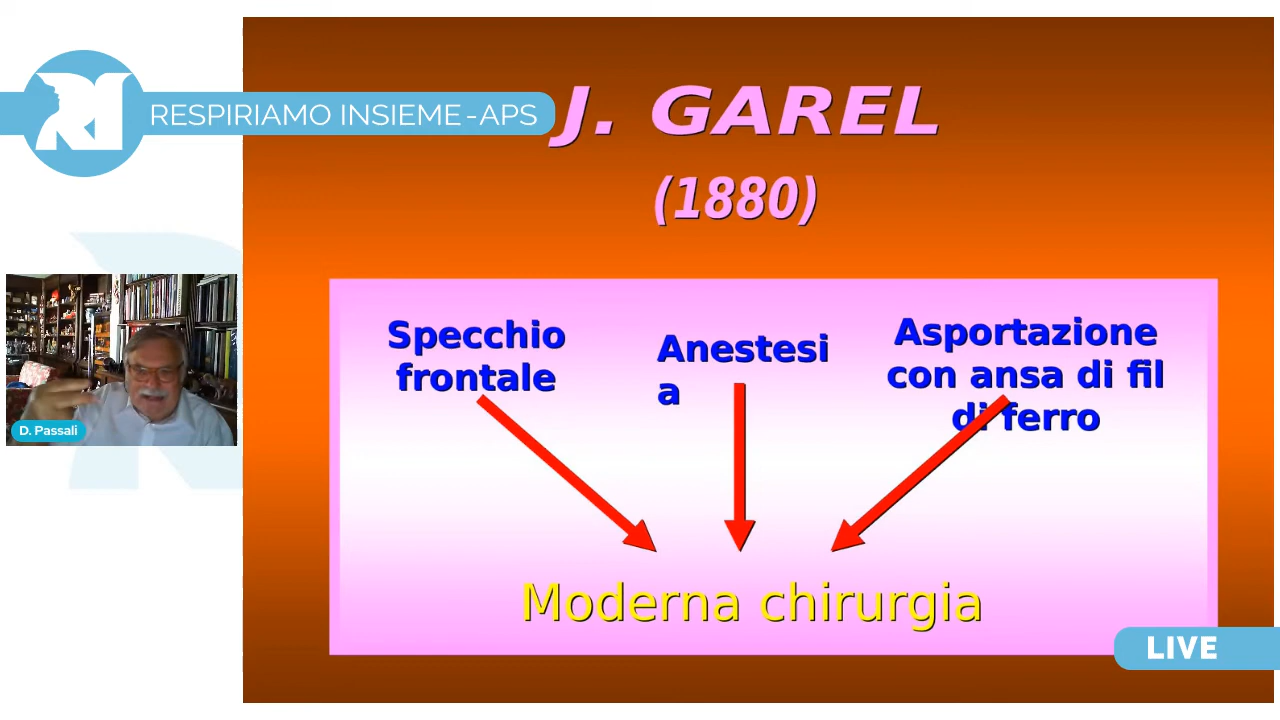 RESPIRIAMO INSIEME-APS
J. GAREL
(1880)
Specchio
frontale
Anestesi
a
Asportazione
con ansa di fil
di ferro
Moderna chirurgia
D. Passali
LIVE